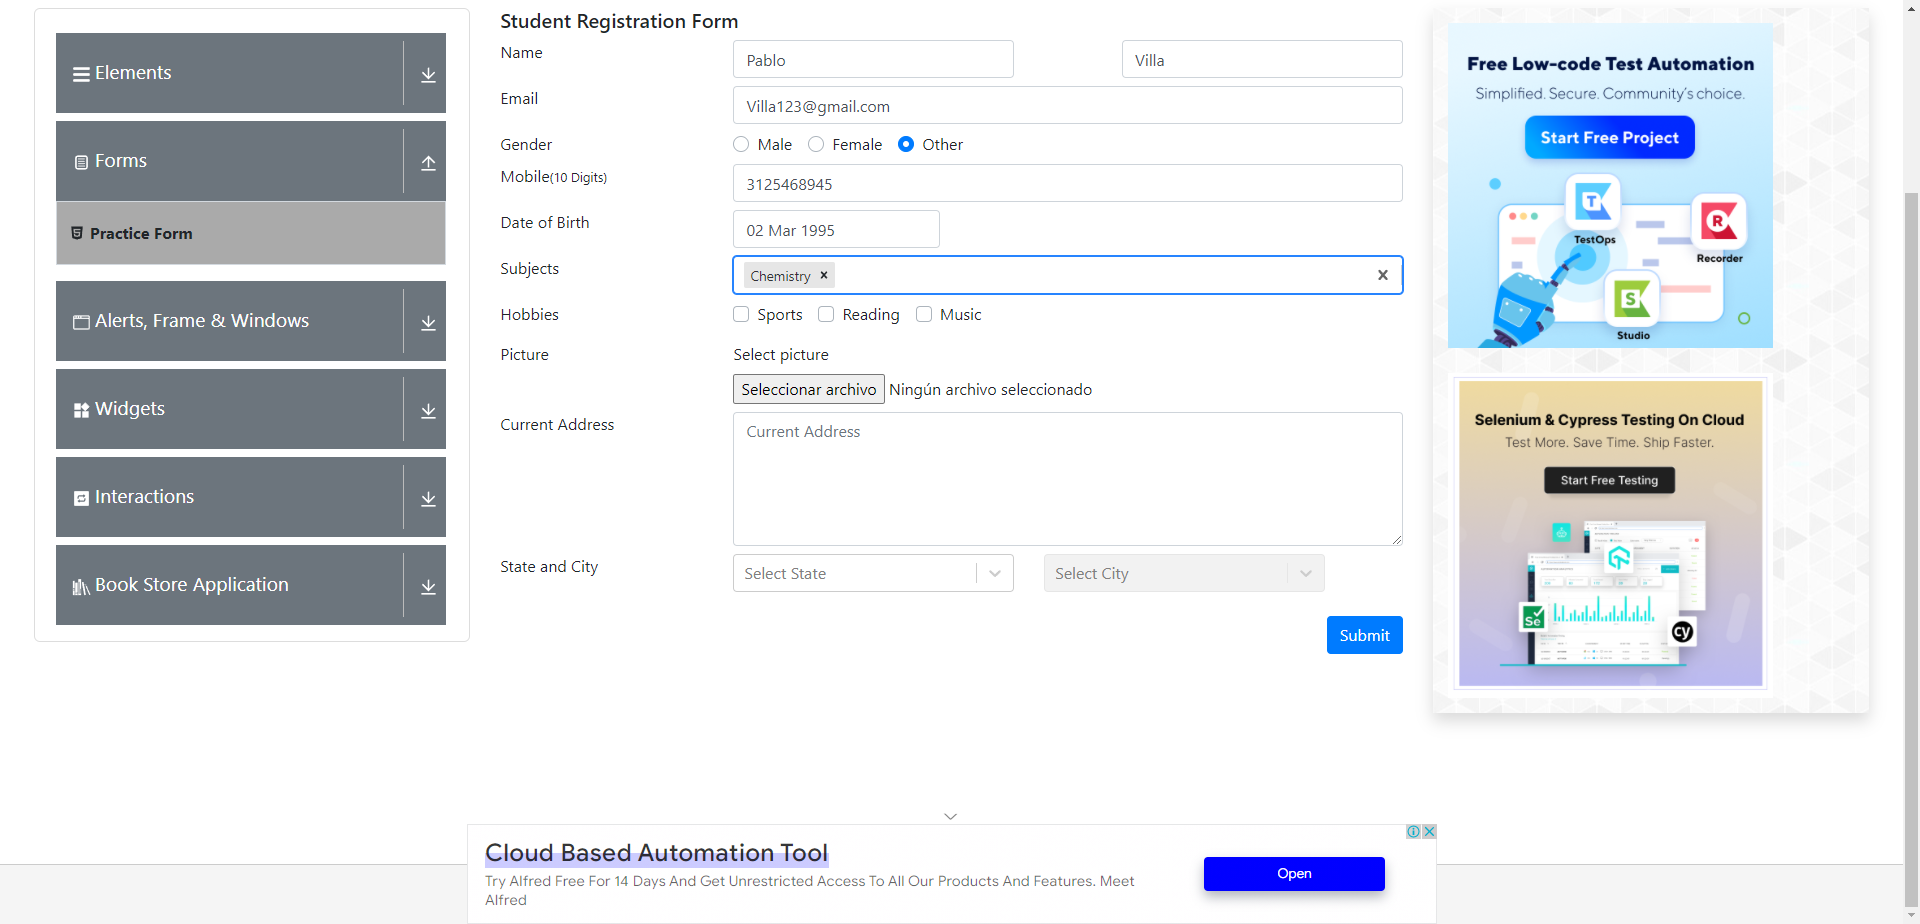 Elements
Forms
Practice Form
Alerts, Frame & Windows
Widgets
Interactions
Book Store Application
Student Registration Form
Name
Pablo
Villa
Email
Villa123@gmail.com
Gender
Male
Female
Other
Mobile(10 Digits)
3125468945
Date of Birth
02 Mar 1995
Subjects
Chemistry
Hobbies
Sports
Reading
Music
Picture
Select picture
Seleccionar archivo Ningún archivo seleccionado
Current Address
Current Address
State and City
Select State
Select City
Submit
Free Low-code Test Automation
Simplified. Secure. Community's choice.
Start Free Project
T
TestOps
R
Recorder
S
Studio
Selenium & Cypress Testing On Cloud
Test More. Save Time. Ship Faster.
Start Free Testing
Se
cy
Cloud Based Automation Tool
Try Alfred Free For 14 Days And Get Unrestricted Access To All Our Products And Features. Meet
Alfred
Open